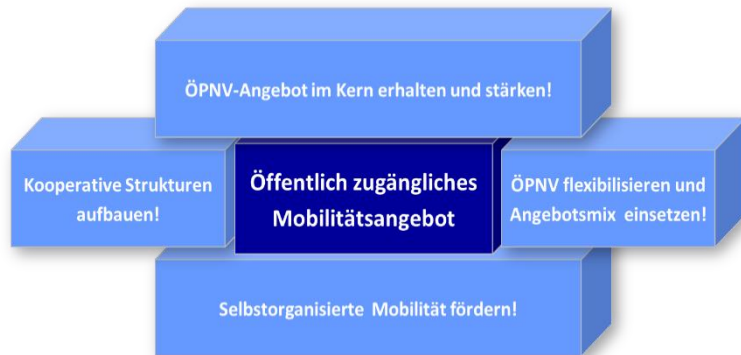 ÖPNV-Angebot im Kern erhalten und stärken!
Kooperative Strukturen
aufbauen!
Öffentlich zugängliches
Mobilitätsangebot
ÖPNV flexibilisieren und
Angebotsmix einsetzen!
Selbstorganisierte Mobilität fördern!